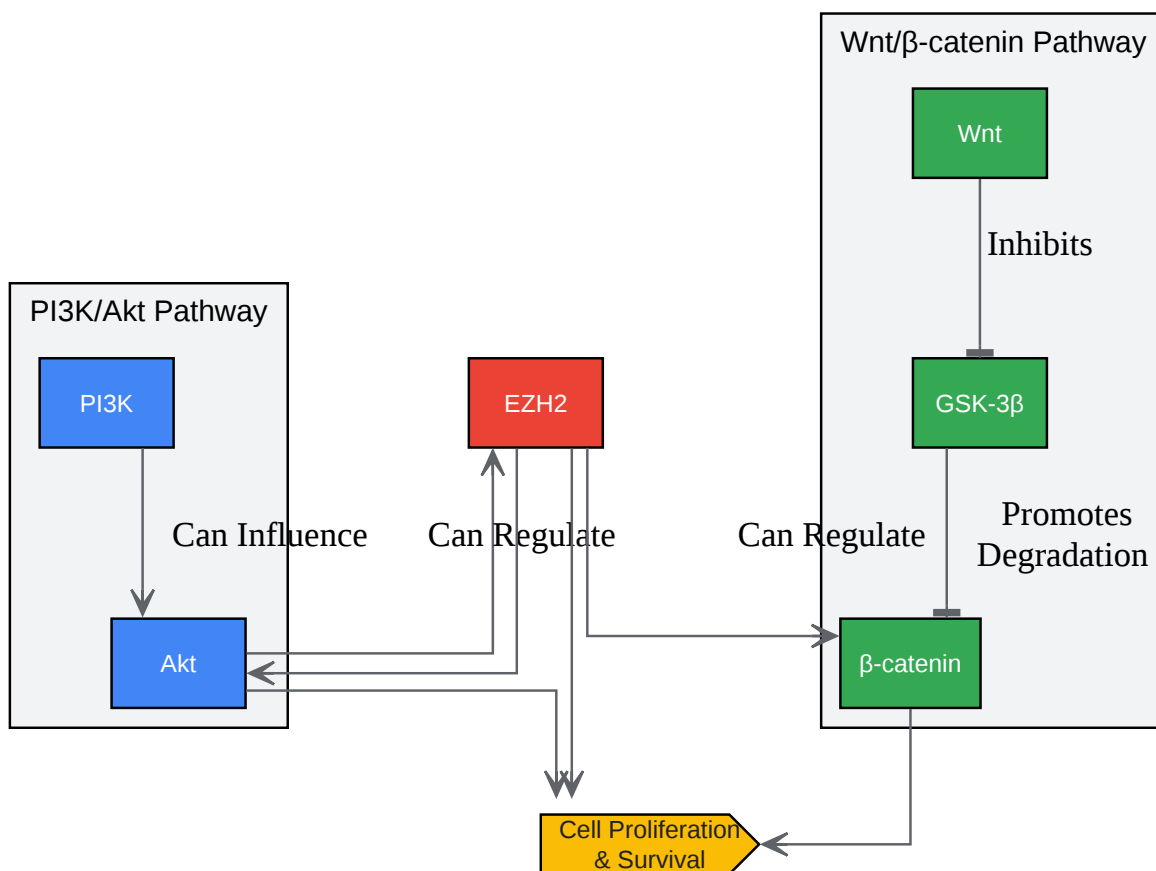 Wnt/β-catenin Pathway
Wnt
Inhibits
PI3K/Akt Pathway
PI3K
EZH2
GSK-3β
Can Influence
Can Regulate
Can Regulate
Promotes
Degradation
Akt
β-catenin
Cell Proliferation
& Survival